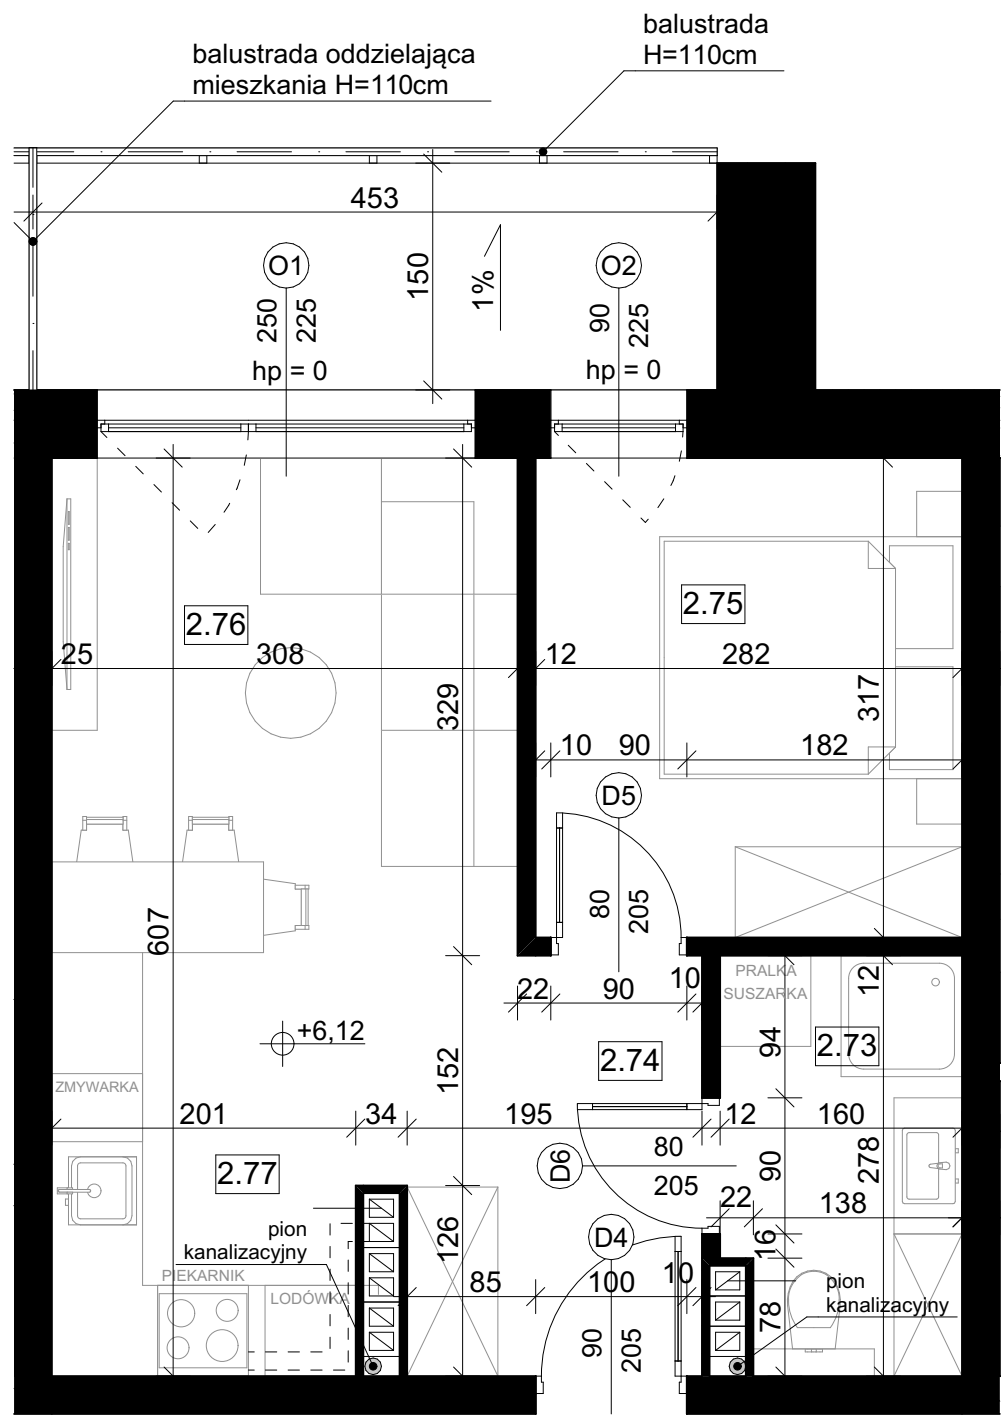 balustrada
H=110cm
balustrada oddzielająca
mieszkania H=110cm
453
150
1%
O1
250
225
hp = 0
O2
90
225
hp = 0
2.76
2.75
25
308
12
282
329
317
10
90
182
D5
80
205
607
22
90
10
PRALKA
SUSZARKA
12
94
2.73
+6,12
2.74
152
ZMYWARKA
201
34
195
12
160
80
205
D6
90
278
2.77
22
138
pion
kanalizacyjny
126
D4
16
PIEKARNIK
LODÓWKA
85
100
10
pion
kanalizacyjny
78
90
205